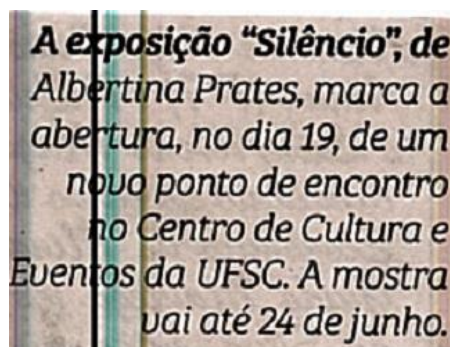 A exposição “Silêncio”, de
Albertina Prates, marca a
abertura, no dia 19, de um
novo ponto de encontro
no Centro de Cultura e
Eventos da UFSC. A mostra
vai até 24 de junho.